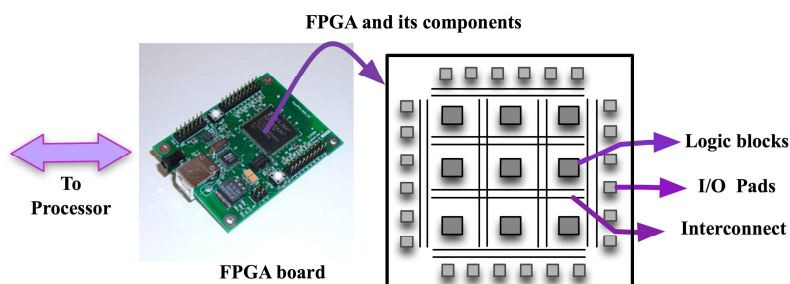 FPGA and its components
Logic blocks
To
Processor
I/O Pads
Interconnect
FPGA board